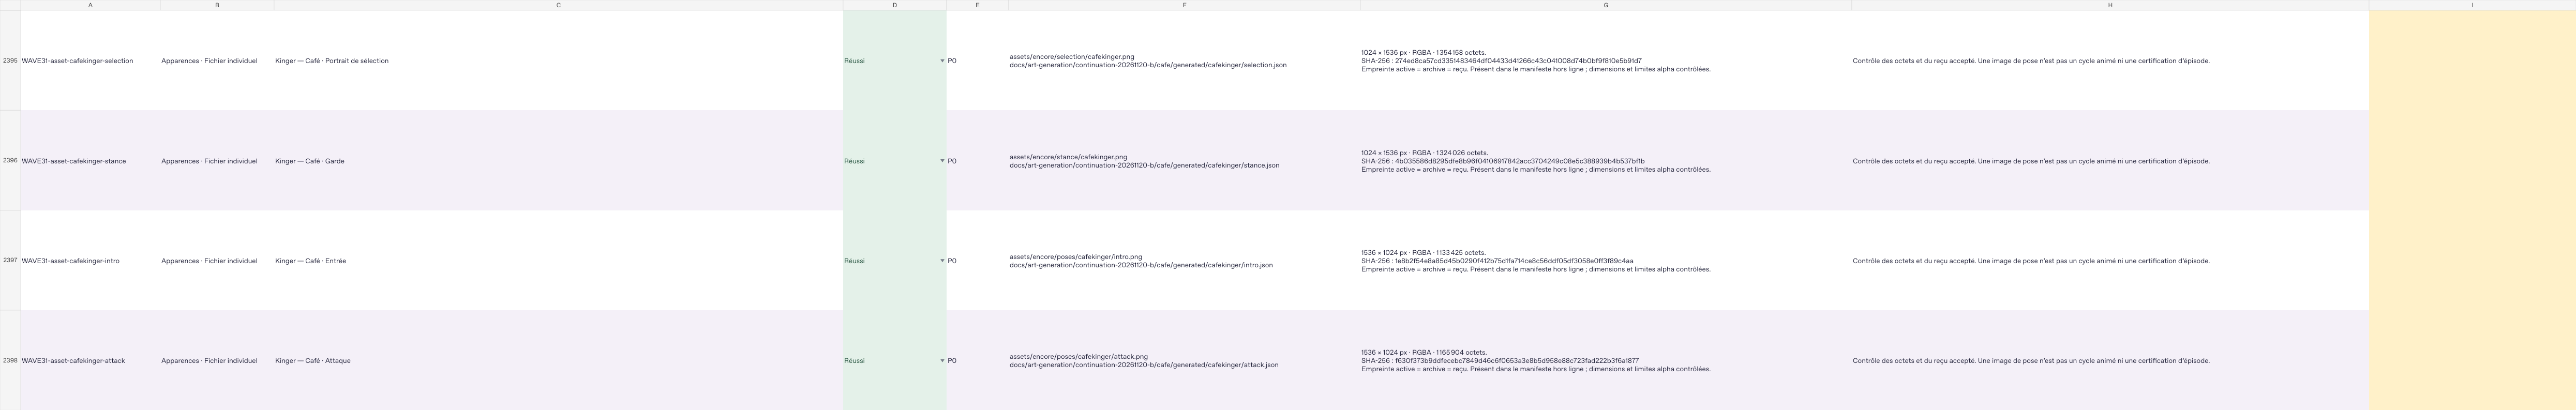 A B C D E F G H I
2395 WAVE31-asset-cafekinger-selection Apparences · Fichier individuel Kinger — Café · Portrait de sélection Réussi P0
assets/encore/selection/cafekinger.png
docs/art-generation/continuation-20261120-b/cafe/generated/cafekinger/selection.json
1024 × 1536 px · RGBA · 1 354 158 octets.
SHA-256 : 274ed8ca57cd3351483464df04433d41266c43c041008d74b0bf9f810e5b91d7
Empreinte active = archive = reçu. Présent dans le manifeste hors ligne ; dimensions et limites alpha contrôlées.
Contrôle des octets et du reçu accepté. Une image de pose n'est pas un cycle animé ni une certification d'épisode.
2396 WAVE31-asset-cafekinger-stance Apparences · Fichier individuel Kinger — Café · Garde Réussi P0
assets/encore/stance/cafekinger.png
docs/art-generation/continuation-20261120-b/cafe/generated/cafekinger/stance.json
1024 × 1536 px · RGBA · 1 324 026 octets.
SHA-256 : 4b035586d8295dfe8b96f04106917842acc3704249c08e5c388939b4b537bf1b
Empreinte active = archive = reçu. Présent dans le manifeste hors ligne ; dimensions et limites alpha contrôlées.
Contrôle des octets et du reçu accepté. Une image de pose n'est pas un cycle animé ni une certification d'épisode.
2397 WAVE31-asset-cafekinger-intro Apparences · Fichier individuel Kinger — Café · Entrée Réussi P0
assets/encore/poses/cafekinger/intro.png
docs/art-generation/continuation-20261120-b/cafe/generated/cafekinger/intro.json
1536 × 1024 px · RGBA · 1 133 425 octets.
SHA-256 : 1e8b2f54e8a85d45b0290f412b75d1fa714ce8c56ddf05df3058e0ff3f89c4aa
Empreinte active = archive = reçu. Présent dans le manifeste hors ligne ; dimensions et limites alpha contrôlées.
Contrôle des octets et du reçu accepté. Une image de pose n'est pas un cycle animé ni une certification d'épisode.
2398 WAVE31-asset-cafekinger-attack Apparences · Fichier individuel Kinger — Café · Attaque Réussi P0
assets/encore/poses/cafekinger/attack.png
docs/art-generation/continuation-20261120-b/cafe/generated/cafekinger/attack.json
1536 × 1024 px · RGBA · 1 165 904 octets.
SHA-256 : f630f373b9ddfecebc7849d46c6f0653a3e8b5d958e88c723fad222b3f6a1877
Empreinte active = archive = reçu. Présent dans le manifeste hors ligne ; dimensions et limites alpha contrôlées.
Contrôle des octets et du reçu accepté. Une image de pose n'est pas un cycle animé ni une certification d'épisode.